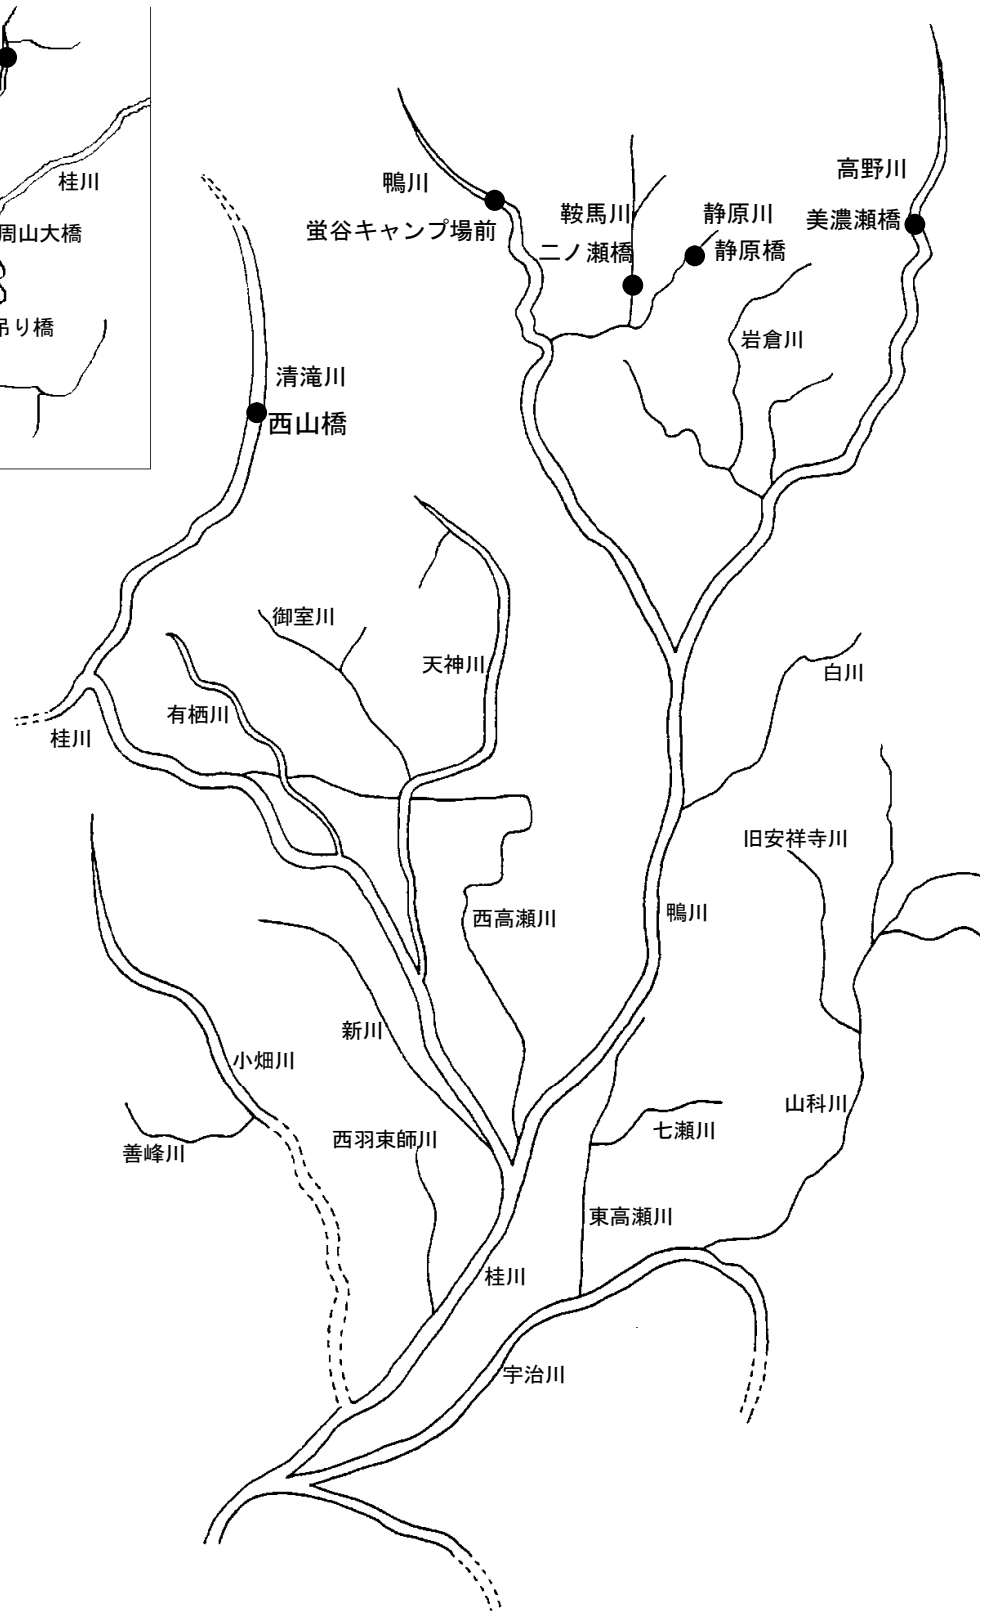 桂川
周山大橋
吊り橋
鴨川
蛍谷キャンプ場前
鞍馬川
二ノ瀬橋
静原川
静原橋
高野川
美濃瀬橋
岩倉川
清滝川
西山橋
御室川
天神川
有栖川
桂川
白川
旧安祥寺川
西高瀬川
鴨川
新川
小畑川
善峰川
西羽束師川
七瀬川
山科川
東高瀬川
桂川
宇治川